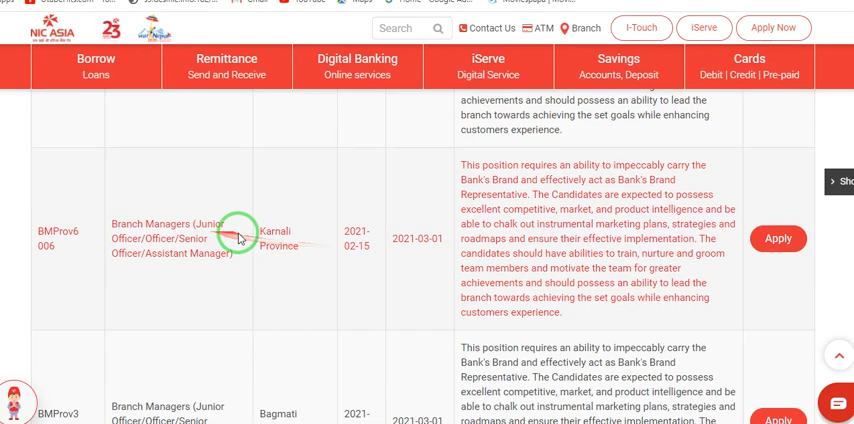 Gmail
YouTube
Maps
NIC ASIA
23
Search
Contact Us
ATM
Branch
I-Touch
iServe
Apply Now
Borrow
Loans
Remittance
Send and Receive
Digital Banking
Online services
iServe
Digital Service
Savings
Accounts, Deposit
Cards
Debit | Credit | Pre-paid
achievements and should possess an ability to lead the
branch towards achieving the set goals while enhancing
customers experience.
BMProv6
006
Branch Managers (Junior
Officer/Officer/Senior
Officer/Assistant Manager)
Karnali
Province
2021-
02-15
2021-03-01
This position requires an ability to impeccably carry the
Bank's Brand and effectively act as Bank's Brand
Representative. The Candidates are expected to possess
excellent competitive, market, and product intelligence and be
able to chalk out instrumental marketing plans, strategies and
roadmaps and ensure their effective implementation. The
candidates should have abilities to train, nurture and groom
team members and motivate the team for greater
achievements and should possess an ability to lead the
branch towards achieving the set goals while enhancing
customers experience.
Apply
Sho
BMProv3
Branch Managers (Junior
Officer/Officer/Senior
Bagmati
2021-
2021-03-01
This position requires an ability to impeccably carry the
Bank's Brand and effectively act as Bank's Brand
Representative. The Candidates are expected to possess
excellent competitive, market, and product intelligence and be
able to chalk out instrumental marketing plans, strategies and
roadmaps and ensure their effective implementation. The
Apply